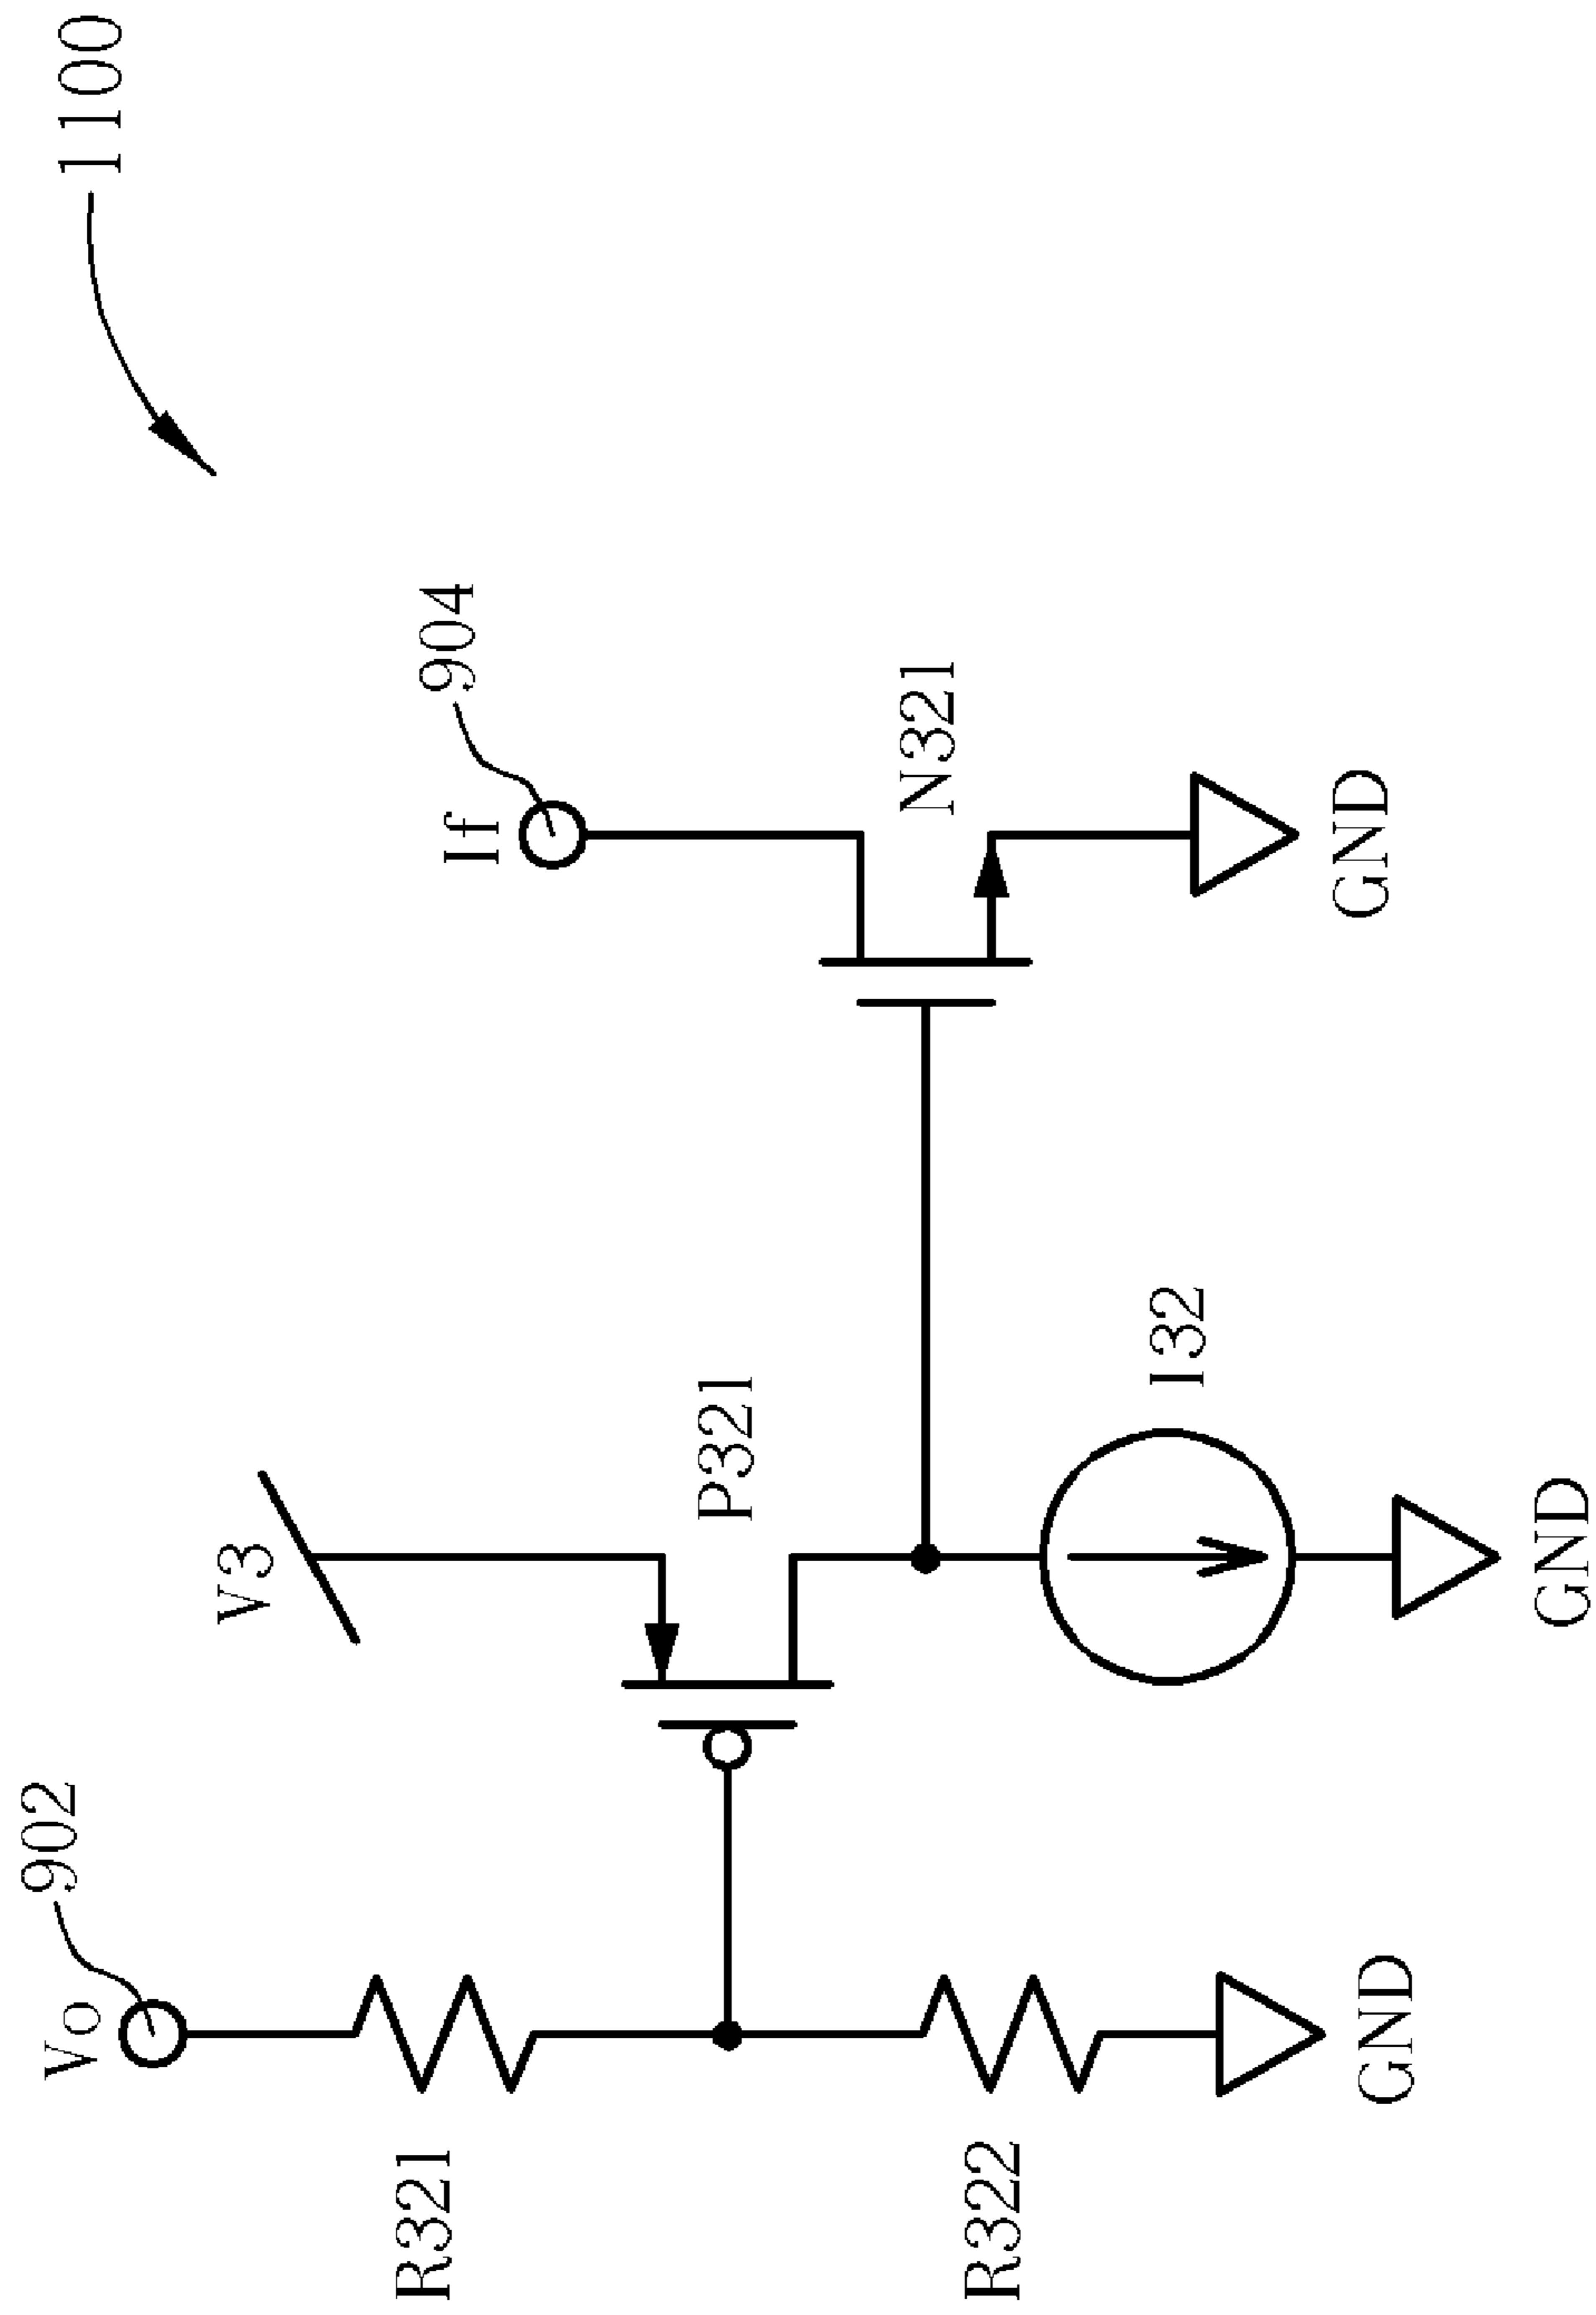 1100
Vo
902
V3
If
904
R321
P321
N321
R322
I32
GND
GND
GND